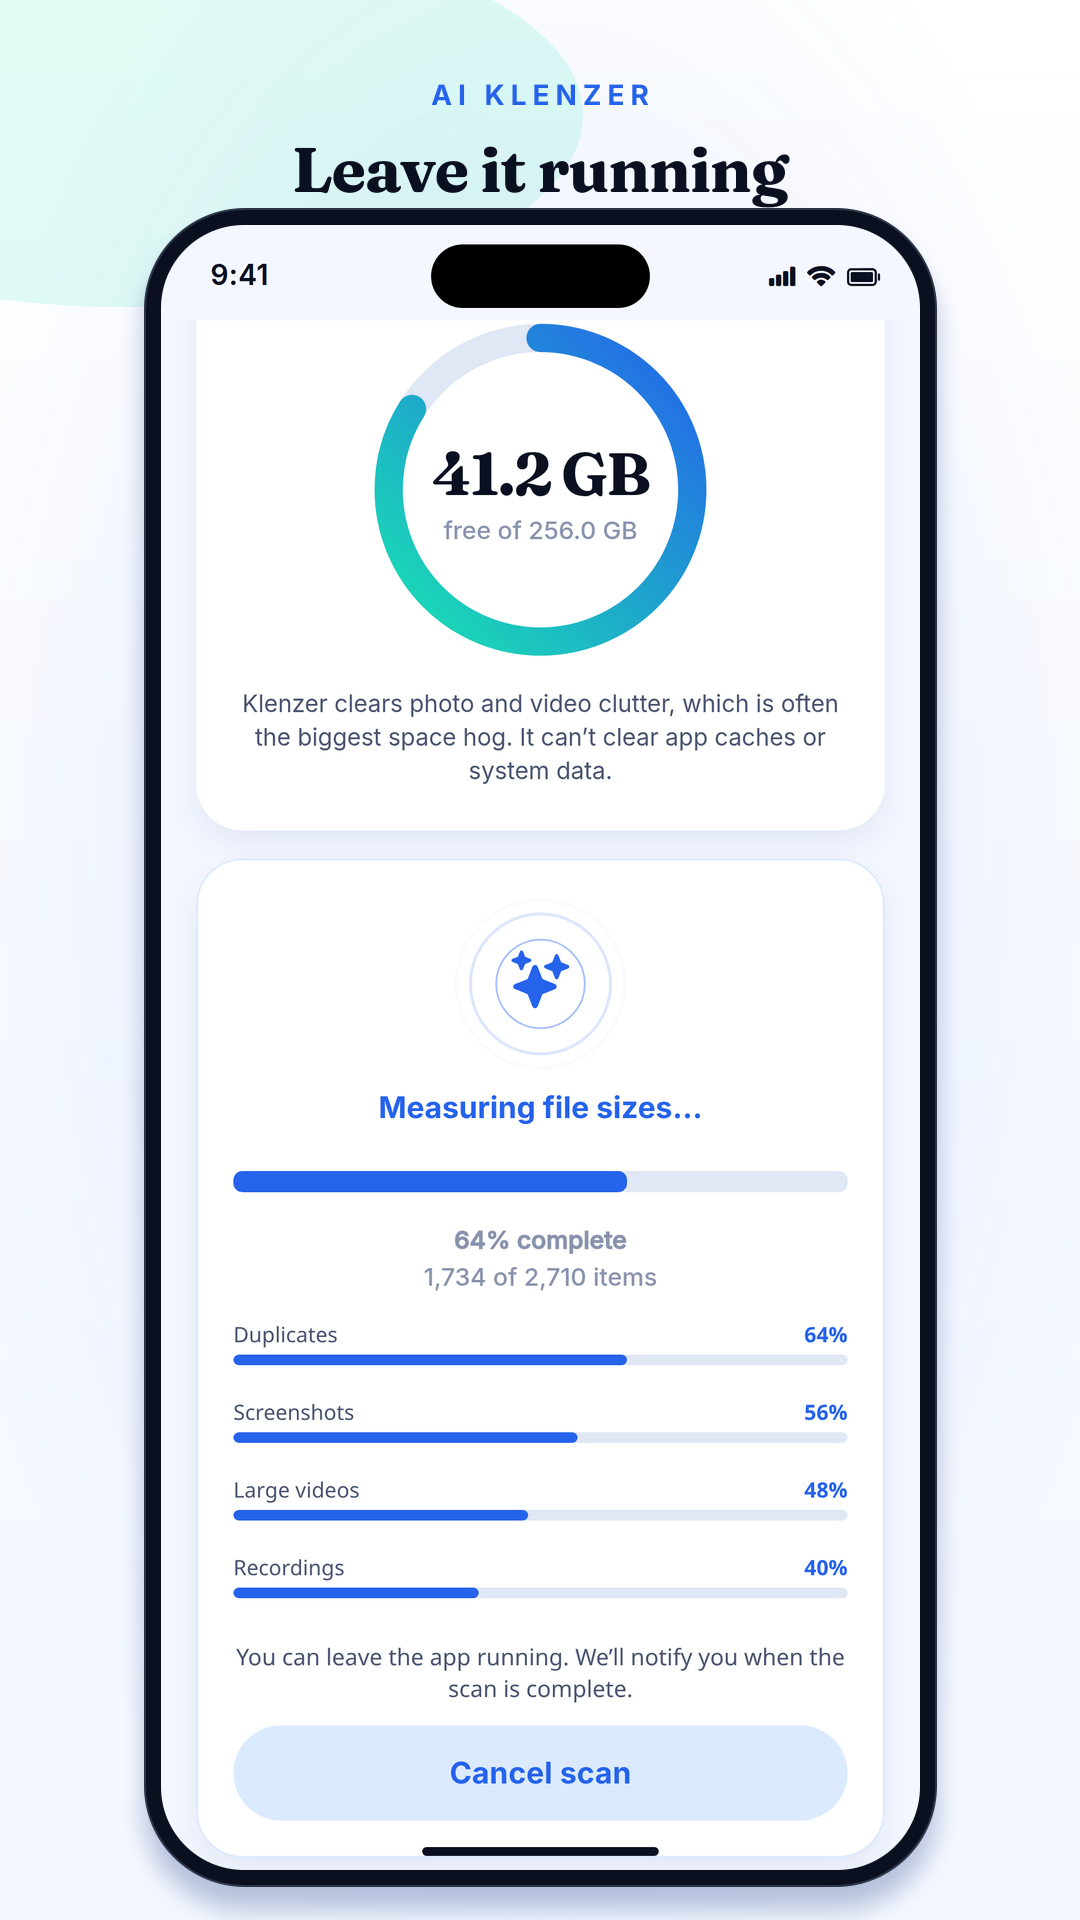 AI KLENZER
Leave it running
9:41
41.2 GB
free of 256.0 GB
Klenzer clears photo and video clutter, which is often
the biggest space hog. It can’t clear app caches or
system data.
Measuring file sizes…
64% complete
1,734 of 2,710 items
Duplicates 64%
Screenshots 56%
Large videos 48%
Recordings 40%
You can leave the app running. We’ll notify you when the
scan is complete.
Cancel scan